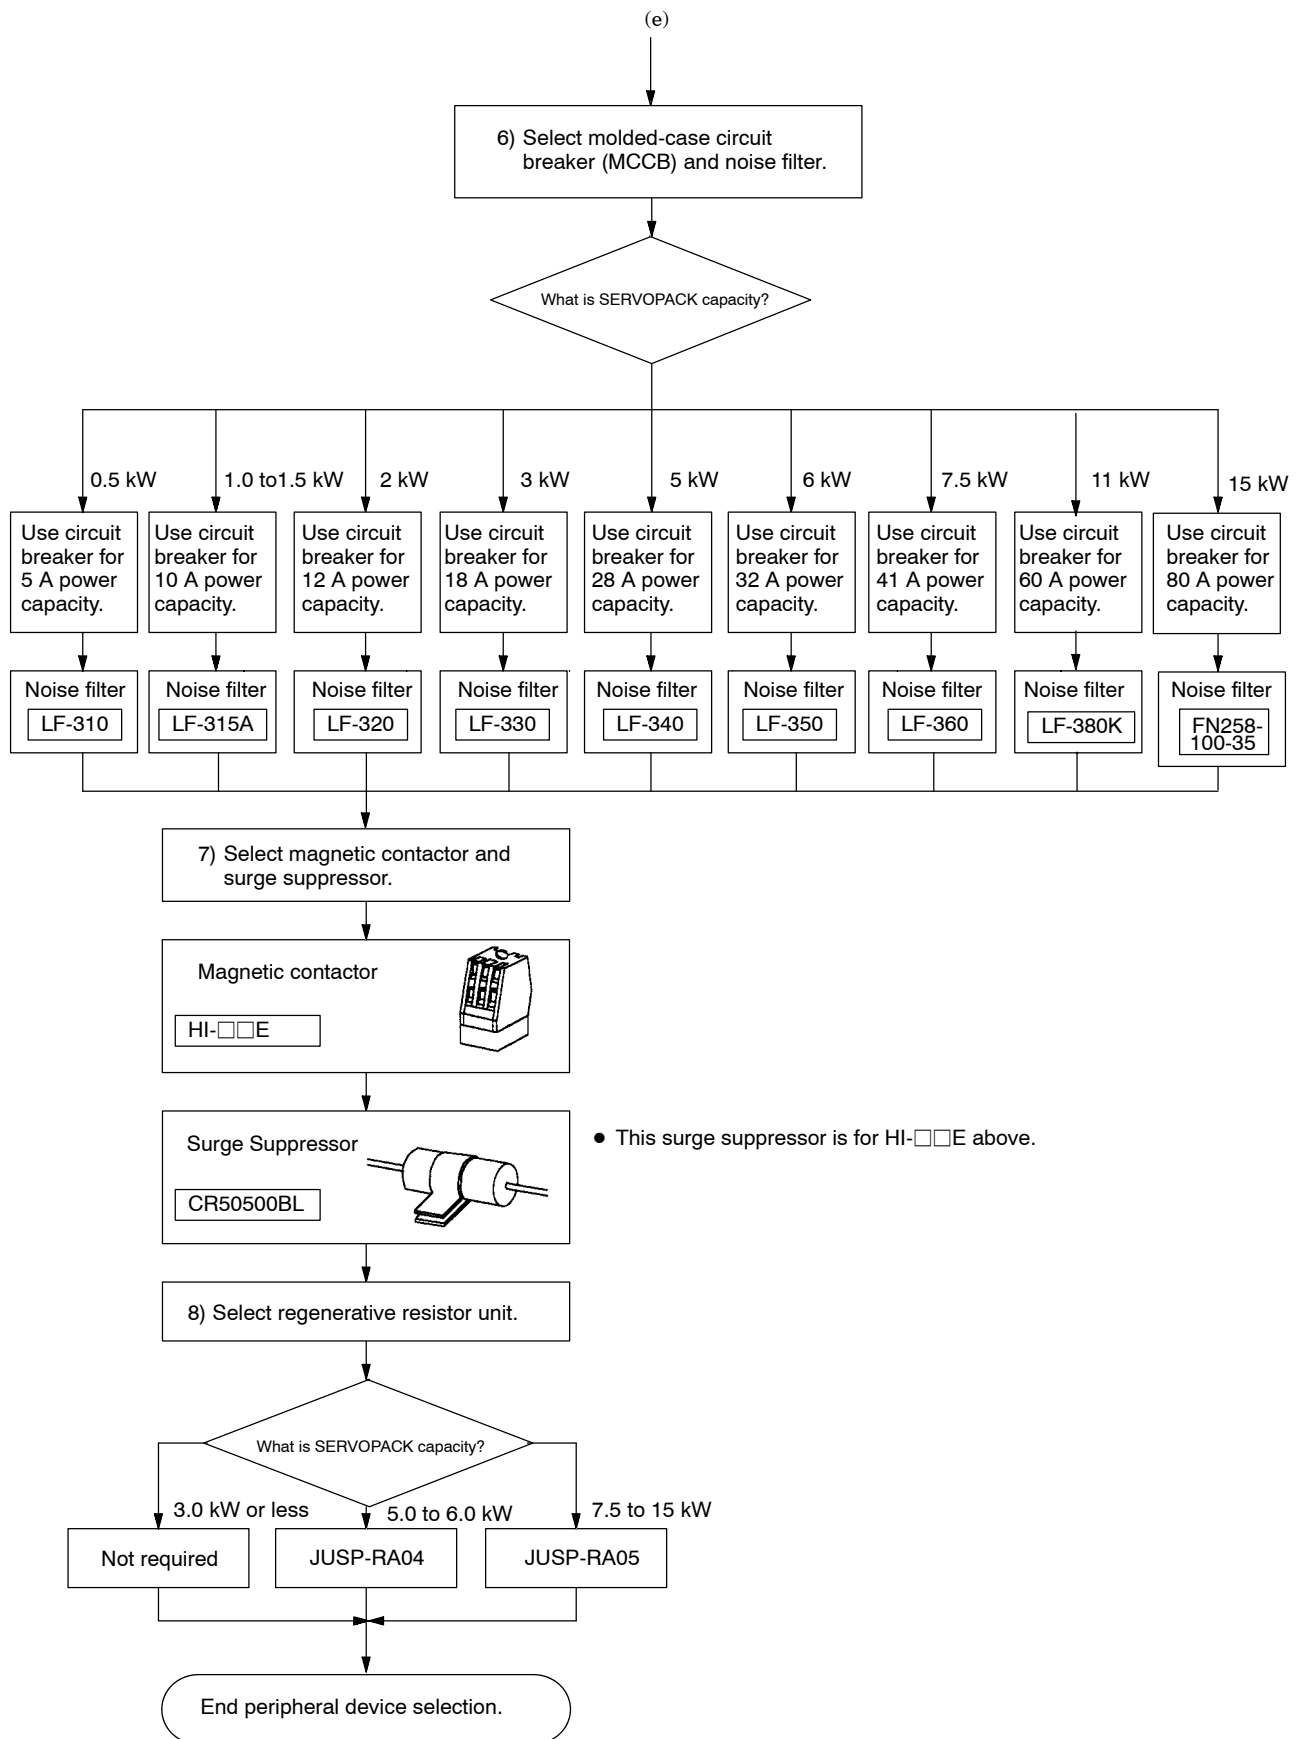 (e)
6) Select molded-case circuit
breaker (MCCB) and noise filter.
What is SERVOPACK capacity?
0.5 kW
1.0 to1.5 kW
2 kW
3 kW
5 kW
6 kW
7.5 kW
11 kW
15 kW
Use circuit
breaker for
5 A power
capacity.
Use circuit
breaker for
10 A power
capacity.
Use circuit
breaker for
12 A power
capacity.
Use circuit
breaker for
18 A power
capacity.
Use circuit
breaker for
28 A power
capacity.
Use circuit
breaker for
32 A power
capacity.
Use circuit
breaker for
41 A power
capacity.
Use circuit
breaker for
60 A power
capacity.
Use circuit
breaker for
80 A power
capacity.
Noise filter
LF-310
Noise filter
LF-315A
Noise filter
LF-320
Noise filter
LF-330
Noise filter
LF-340
Noise filter
LF-350
Noise filter
LF-360
Noise filter
LF-380K
Noise filter
FN258-
100-35
7) Select magnetic contactor and
surge suppressor.
Magnetic contactor
HI-□□E
Surge Suppressor
CR50500BL
● This surge suppressor is for HI-□□E above.
8) Select regenerative resistor unit.
What is SERVOPACK capacity?
3.0 kW or less
5.0 to 6.0 kW
7.5 to 15 kW
Not required
JUSP-RA04
JUSP-RA05
End peripheral device selection.